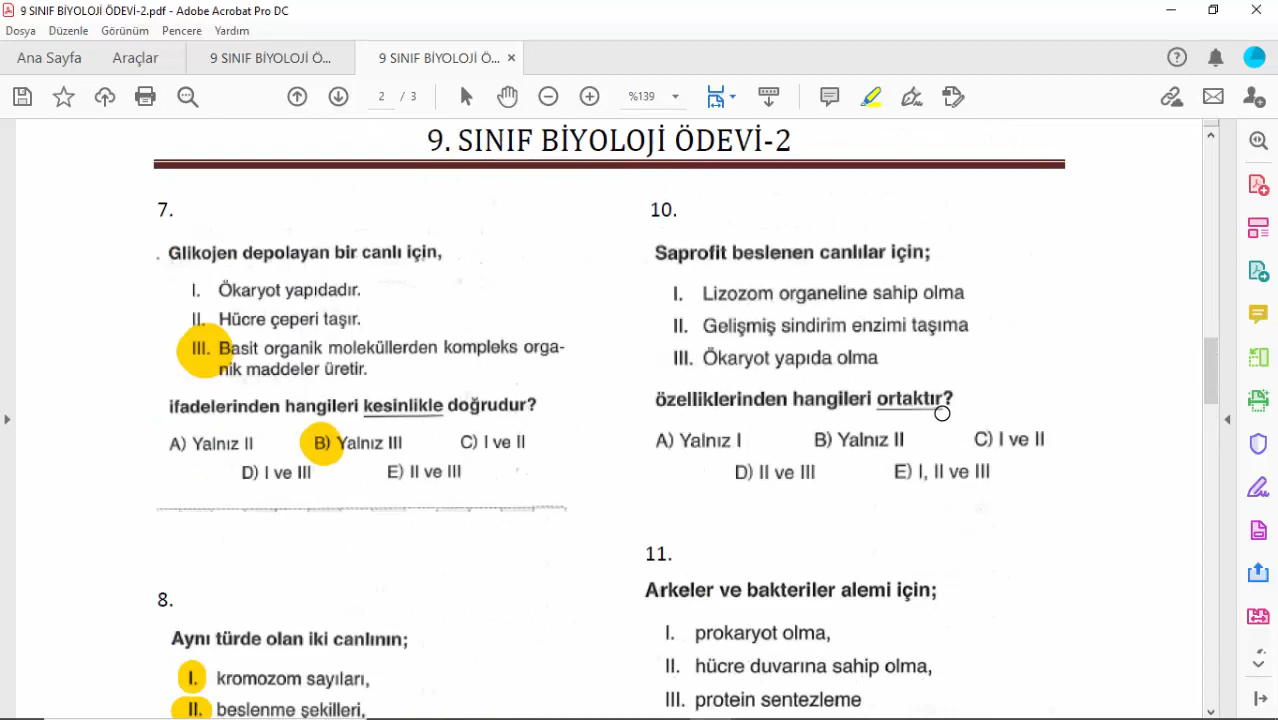 9 SINIF BİYOLOJİ ÖDEVİ-2.pdf - Adobe Acrobat Pro DC
Dosya Düzenle Görünüm Pencere Yardım
Ana Sayfa Araçlar 9 SINIF BİYOLOJİ Ö... 9 SINIF BİYOLOJİ Ö... ×
2 / 3 %139
9. SINIF BİYOLOJİ ÖDEVİ-2
7.
Glikojen depolayan bir canlı için,
I. Ökaryot yapıdadır.
II. Hücre çeperi taşır.
III. Basit organik moleküllerden kompleks orga-
nik maddeler üretir.
ifadelerinden hangileri kesinlikle doğrudur?
A) Yalnız II B) Yalnız III C) I ve II
D) I ve III E) II ve III
8.
Aynı türde olan iki canlının;
I. kromozom sayıları,
II. beslenme şekilleri,
10.
Saprofit beslenen canlılar için;
I. Lizozom organeline sahip olma
II. Gelişmiş sindirim enzimi taşıma
III. Ökaryot yapıda olma
özelliklerinden hangileri ortaktır?
A) Yalnız I B) Yalnız II C) I ve II
D) II ve III E) I, II ve III
11.
Arkeler ve bakteriler alemi için;
I. prokaryot olma,
II. hücre duvarına sahip olma,
III. protein sentezleme